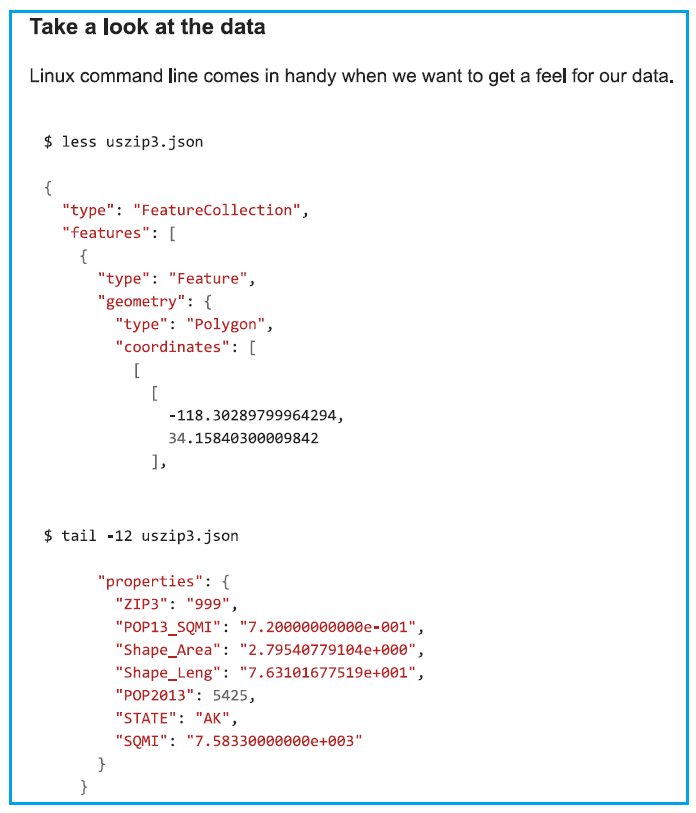 Take a look at the data
Linux command line comes in handy when we want to get a feel for our data.
$ less uszip3.json
{
  "type": "FeatureCollection",
  "features": [
    {
      "type": "Feature",
      "geometry": {
        "type": "Polygon",
        "coordinates": [
          [
            [
              -118.30289799964294,
              34.15840300009842
            ],
$ tail -12 uszip3.json
      "properties": {
        "ZIP3": "999",
        "POP13_SQMI": "7.20000000000e-001",
        "Shape_Area": "2.79540779104e+000",
        "Shape_Leng": "7.63101677519e+001",
        "POP2013": 5425,
        "STATE": "AK",
        "SQMI": "7.58330000000e+003"
      }
    }